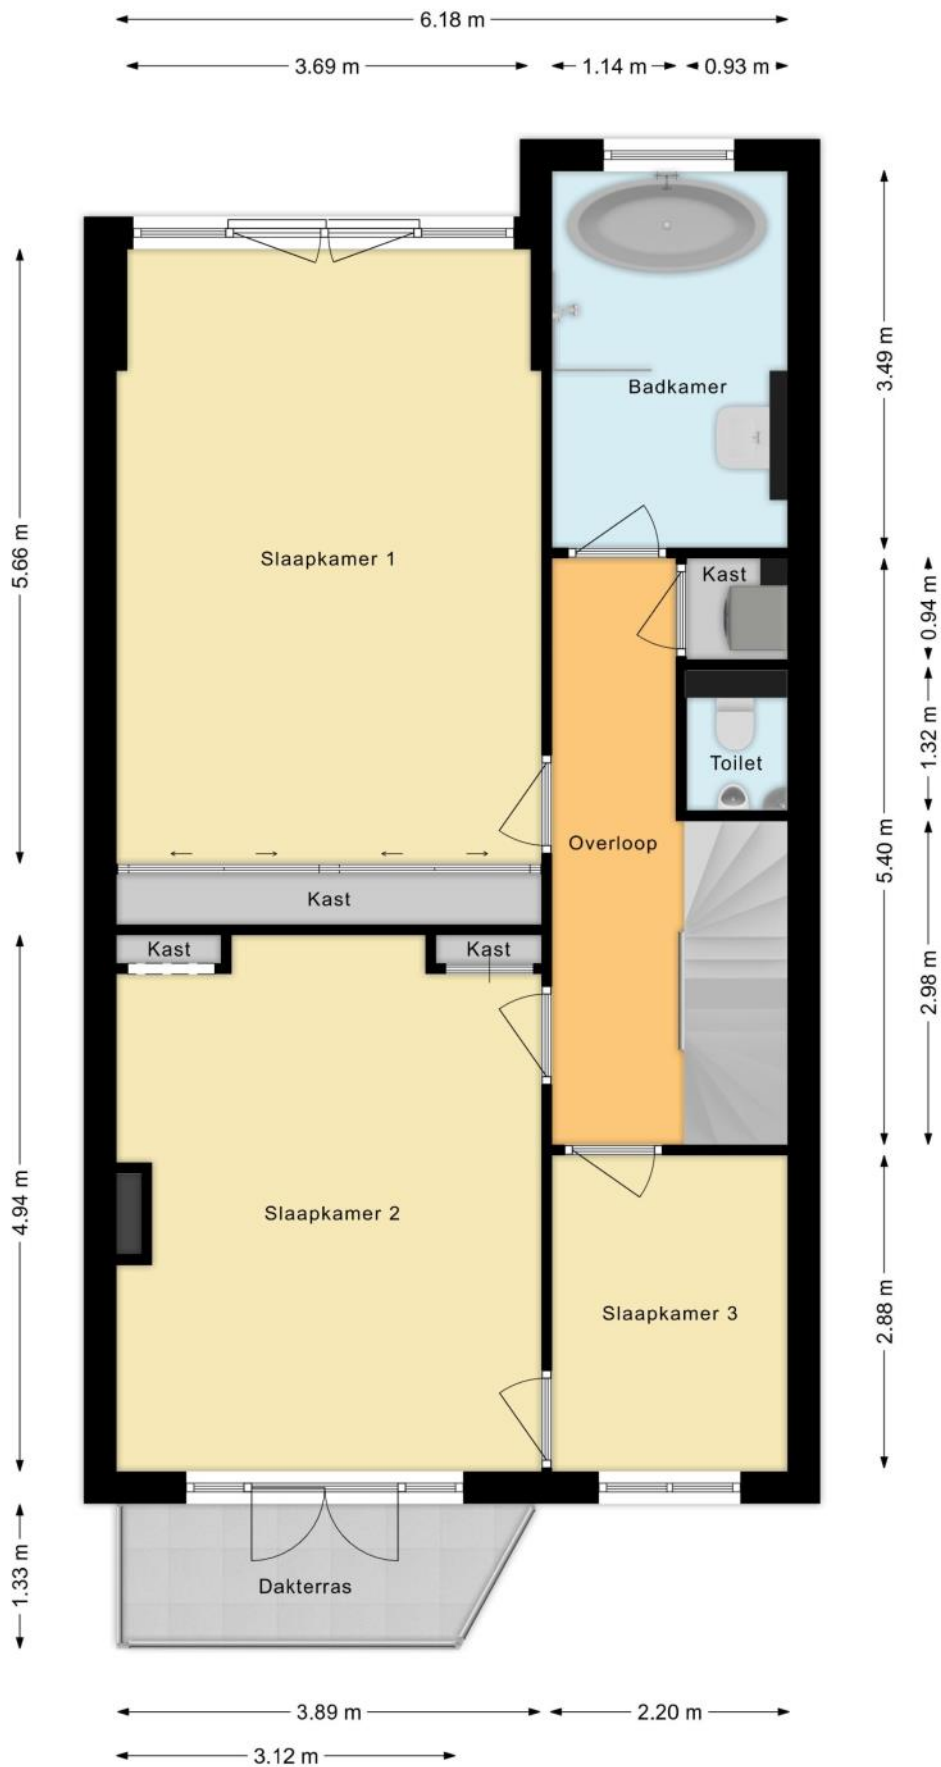 6.18 m
3.69 m
1.14 m
0.93 m
3.49 m
Badkamer
5.66 m
Slaapkamer 1
Kast
0.94 m
1.32 m
Toilet
Overloop
5.40 m
Kast
Kast
Kast
2.98 m
4.94 m
Slaapkamer 2
Slaapkamer 3
2.88 m
1.33 m
Dakterras
3.89 m
2.20 m
3.12 m